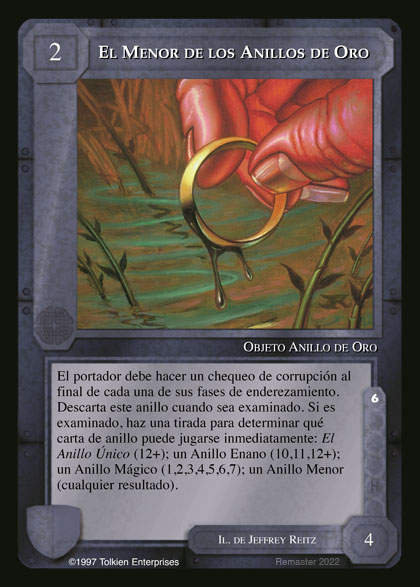 2
El Menor de los Anillos de Oro
Objeto Anillo de Oro
El portador debe hacer un chequeo de corrupción al
final de cada una de sus fases de enderezamiento.
Descarta este anillo cuando sea examinado. Si es
examinado, haz una tirada para determinar qué
carta de anillo puede jugarse inmediatamente: El
Anillo Único (12+); un Anillo Enano (10,11,12+);
un Anillo Mágico (1,2,3,4,5,6,7); un Anillo Menor
(cualquier resultado).
6
H
Il. de Jeffrey Reitz
4
©1997 Tolkien Enterprises
Remaster 2022